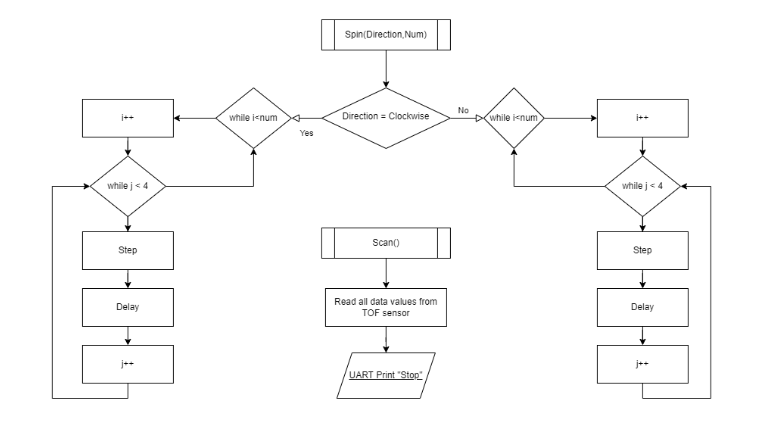 Spin(Direction,Num)
Direction = Clockwise
Yes
No
while i<num
i++
while j < 4
Step
Delay
j++
while i<num
i++
while j < 4
Step
Delay
j++
Scan()
Read all data values from
TOF sensor
UART Print "Stop"